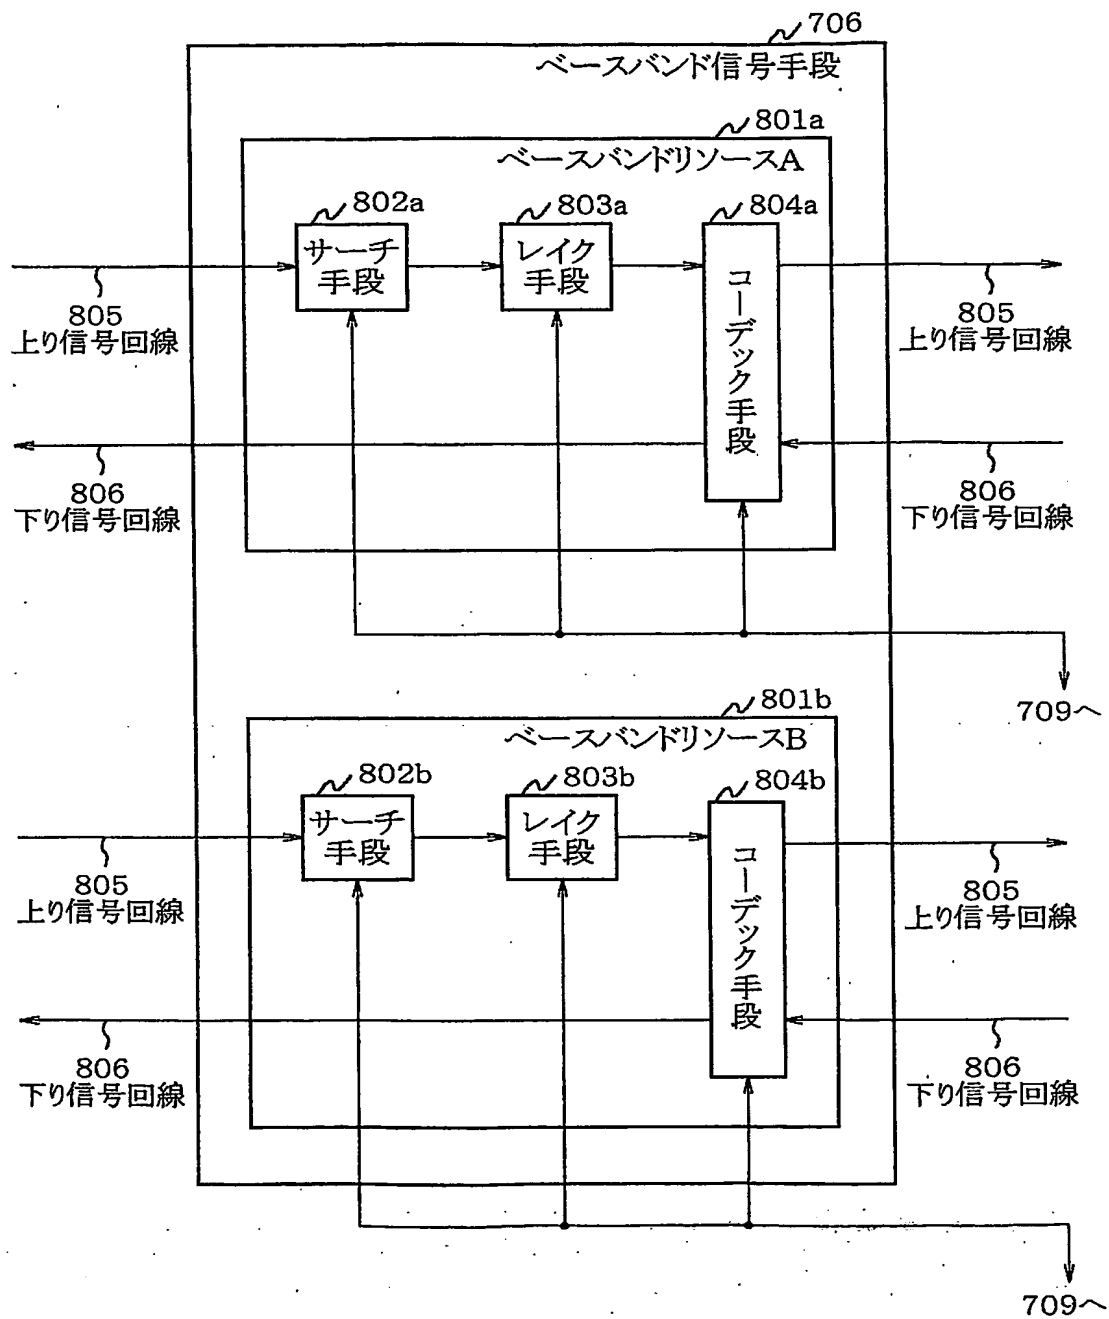 706
ベースバンド信号手段
801a
ベースバンドリソースA
802a
803a
804a
サーチ
手段
レイク
手段
コーデック手段
805
上り信号回線
805
上り信号回線
806
下り信号回線
806
下り信号回線
709へ
801b
ベースバンドリソースB
802b
803b
804b
サーチ
手段
レイク
手段
コーデック手段
805
上り信号回線
805
上り信号回線
806
下り信号回線
806
下り信号回線
709へ